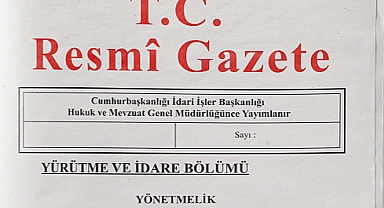 T.C.
Resmî Gazete
Cumhurbaşkanlığı İdari İşler Başkanlığı
Hukuk ve Mevzuat Genel Müdürlüğünce Yayımlanır
Sayı :
YÜRÜTME VE İDARE BÖLÜMÜ
YÖNETMELİK